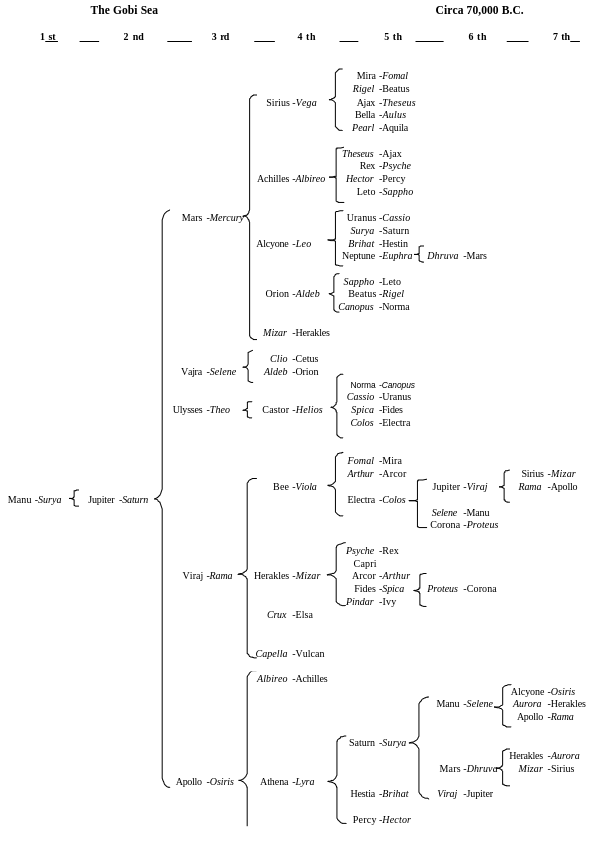 The Gobi Sea Circa 70,000 B.C.
1 st 2 nd 3 rd 4 th 5 th 6 th 7 th
Mira -Fomal
Rigel -Beatus
Sirius -Vega Ajax -Theseus
Bella -Aulus
Pearl -Aquila
Theseus -Ajax
Rex -Psyche
Achilles -Albireo Hector -Percy
Leto -Sappho
Mars -Mercury Uranus -Cassio
Surya -Saturn
Alcyone -Leo Brihat -Hestin
Neptune -Euphra Dhruva -Mars
Sappho -Leto
Orion -Aldeb Beatus -Rigel
Canopus -Norma
Mizar -Herakles
Clio -Cetus
Vajra -Selene Aldeb -Orion
Norma -Canopus
Cassio -Uranus
Ulysses -Theo Castor -Helios Spica -Fides
Colos -Electra
Fomal -Mira
Arthur -Arcor Sirius -Mizar
Bee -Viola Jupiter -Viraj Rama -Apollo
Manu -Surya Jupiter -Saturn Electra -Colos
Selene -Manu
Corona -Proteus
Psyche -Rex
Capri
Viraj -Rama Herakles -Mizar Arcor -Arthur
Fides -Spica Proteus -Corona
Pindar -Ivy
Crux -Elsa
Capella -Vulcan
Albireo -Achilles
Alcyone -Osiris
Manu -Selene Aurora -Herakles
Apollo -Rama
Saturn -Surya
Herakles -Aurora
Mars -Dhruva Mizar -Sirius
Apollo -Osiris Athena -Lyra
Hestia -Brihat Viraj -Jupiter
Percy -Hector